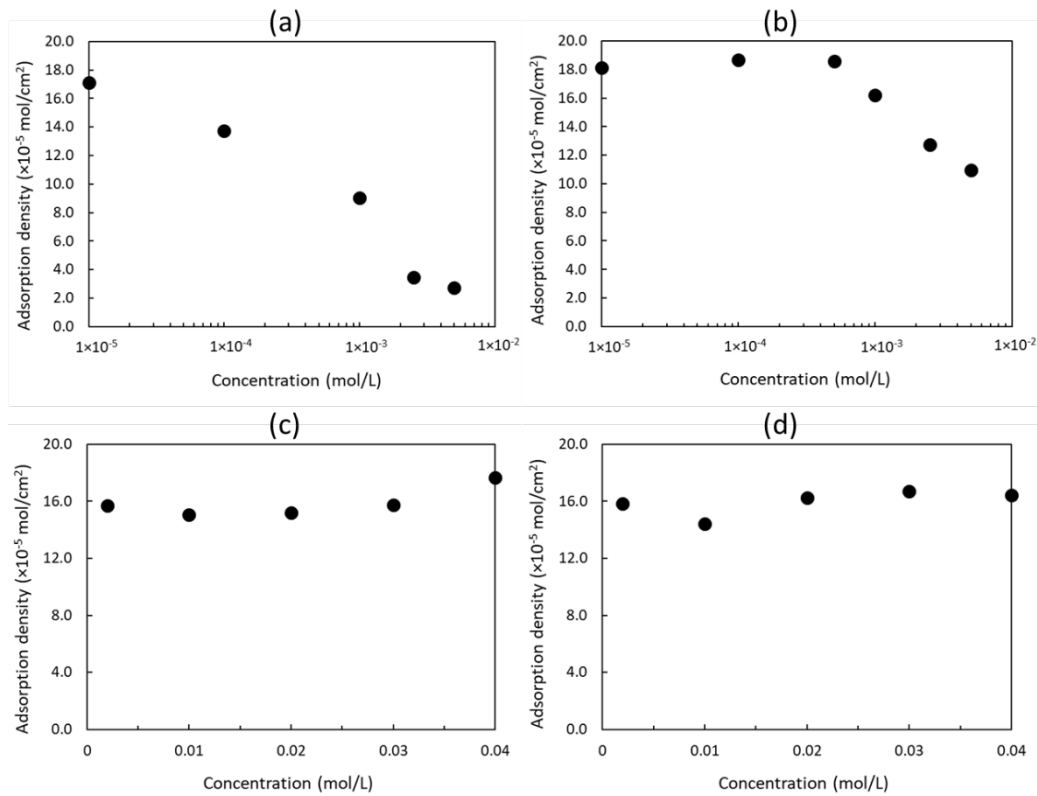 (a)
20.0
18.0
16.0
14.0
12.0
10.0
8.0
6.0
4.0
2.0
0.0
Adsorption density (×10⁻⁵ mol/cm²)
1×10⁻⁵ 1×10⁻⁴ 1×10⁻³ 1×10⁻²
Concentration (mol/L)
(b)
20.0
18.0
16.0
14.0
12.0
10.0
8.0
6.0
4.0
2.0
0.0
Adsorption density (×10⁻⁵ mol/cm²)
1×10⁻⁵ 1×10⁻⁴ 1×10⁻³ 1×10⁻²
Concentration (mol/L)
(c)
20.0
16.0
12.0
8.0
4.0
0.0
Adsorption density (×10⁻⁵ mol/cm²)
0 0.01 0.02 0.03 0.04
Concentration (mol/L)
(d)
20.0
16.0
12.0
8.0
4.0
0.0
Adsorption density (×10⁻⁵ mol/cm²)
0 0.01 0.02 0.03 0.04
Concentration (mol/L)